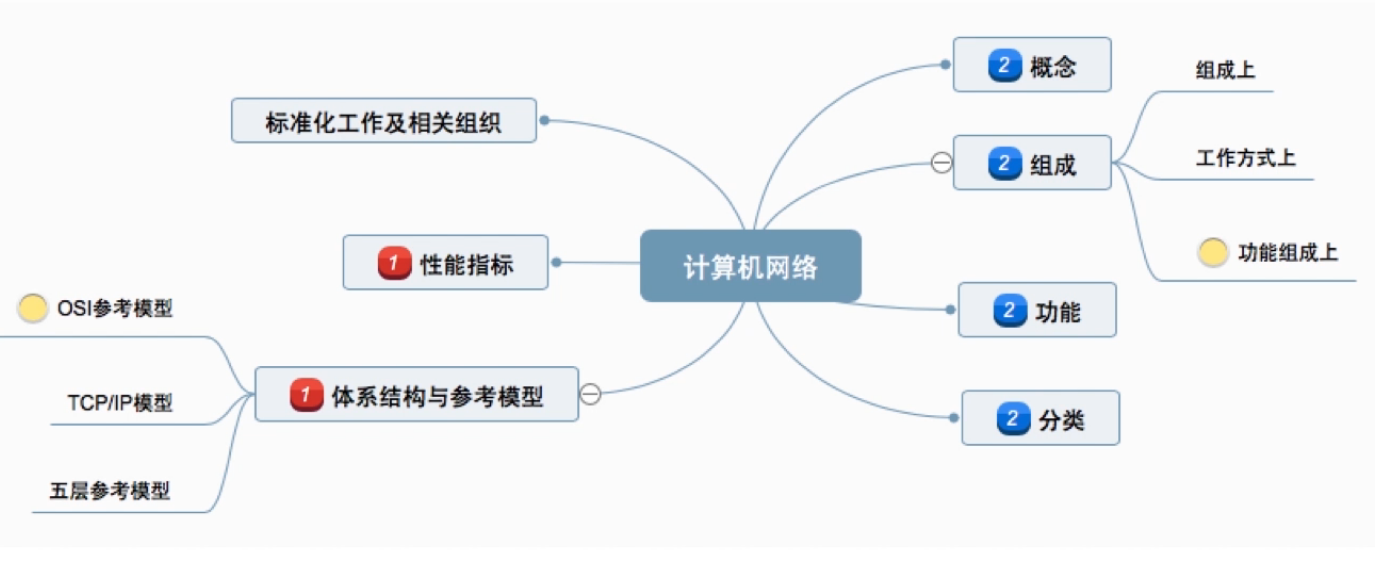 2 概念
组成上
标准化工作及相关组织
2 组成
工作方式上
功能组成上
1 性能指标
计算机网络
OSI参考模型
2 功能
TCP/IP模型
1 体系结构与参考模型
2 分类
五层参考模型